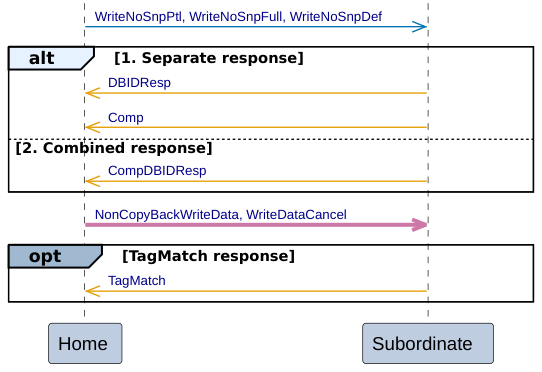 WriteNoSnpPtl, WriteNoSnpFull, WriteNoSnpDef
alt [1. Separate response]
DBIDResp
Comp
[2. Combined response]
CompDBIDResp
NonCopyBackWriteData, WriteDataCancel
opt [TagMatch response]
TagMatch
Home Subordinate